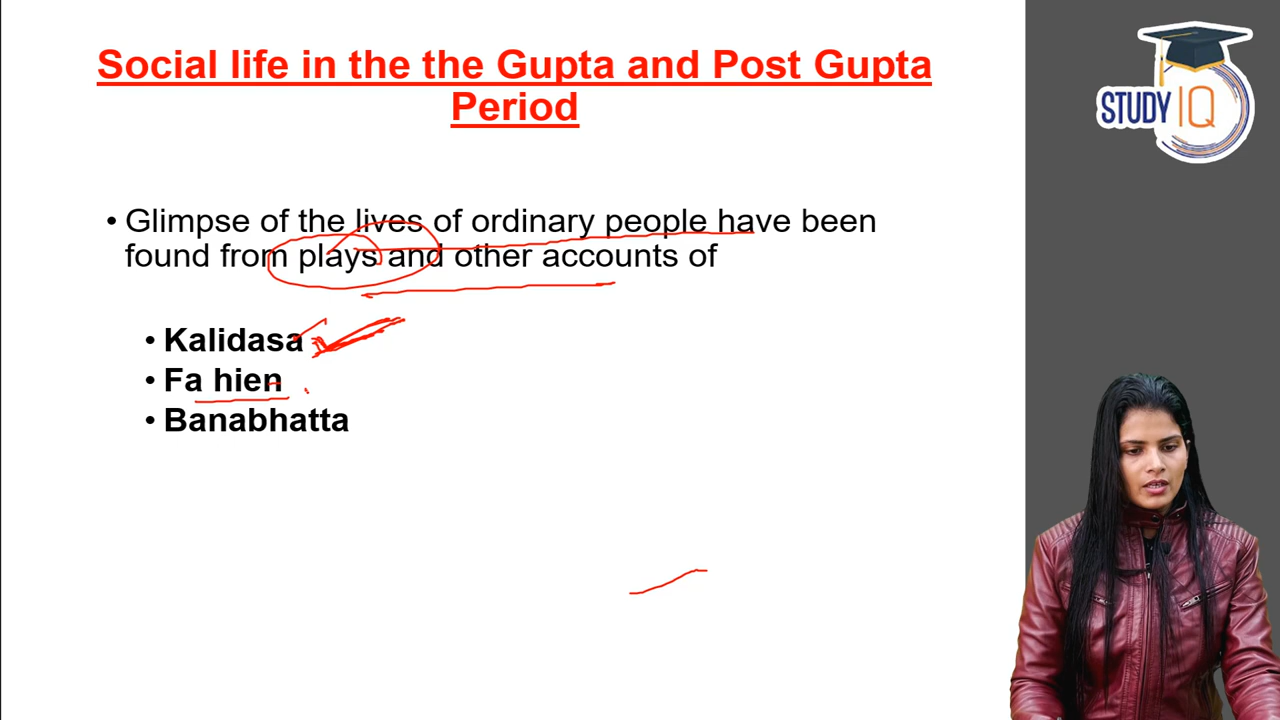 Social life in the the Gupta and Post Gupta
Period
• Glimpse of the lives of ordinary people have been
found from plays and other accounts of
• Kalidasa
• Fa hien
• Banabhatta
STUDY IQ